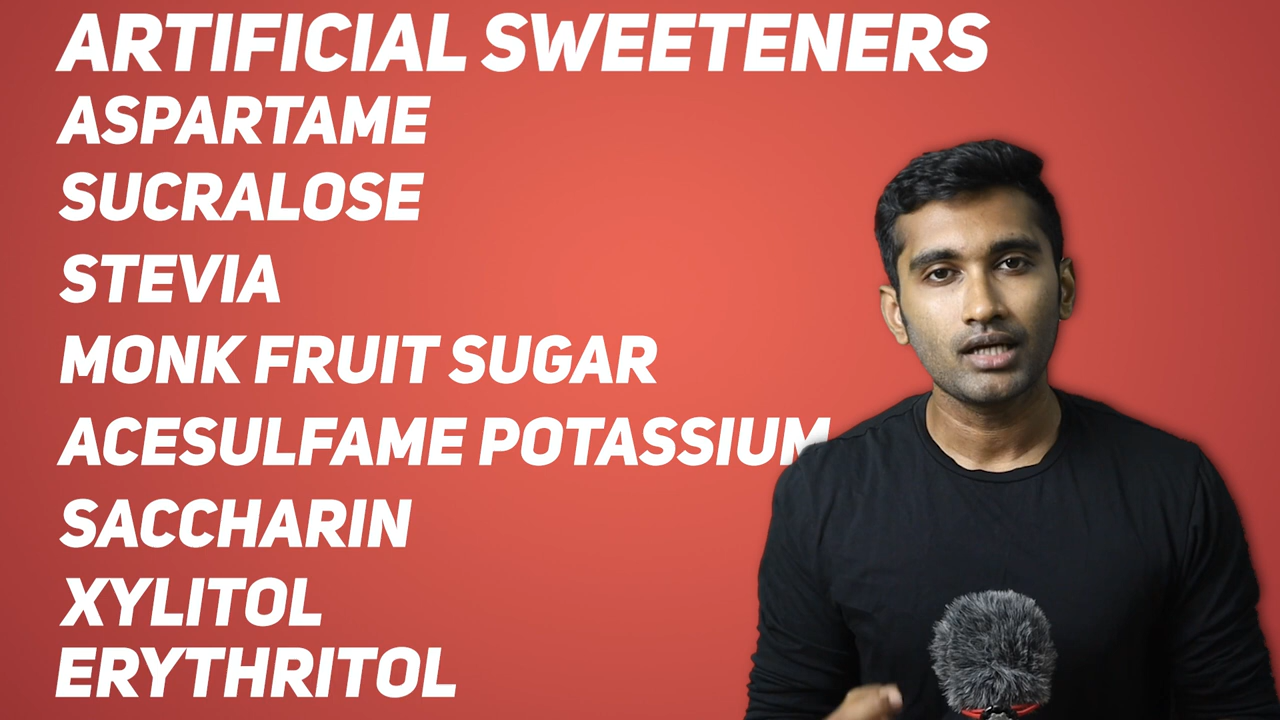 ARTIFICIAL SWEETENERS
ASPARTAME
SUCRALOSE
STEVIA
MONK FRUIT SUGAR
ACESULFAME POTASSIUM
SACCHARIN
XYLITOL
ERYTHRITOL